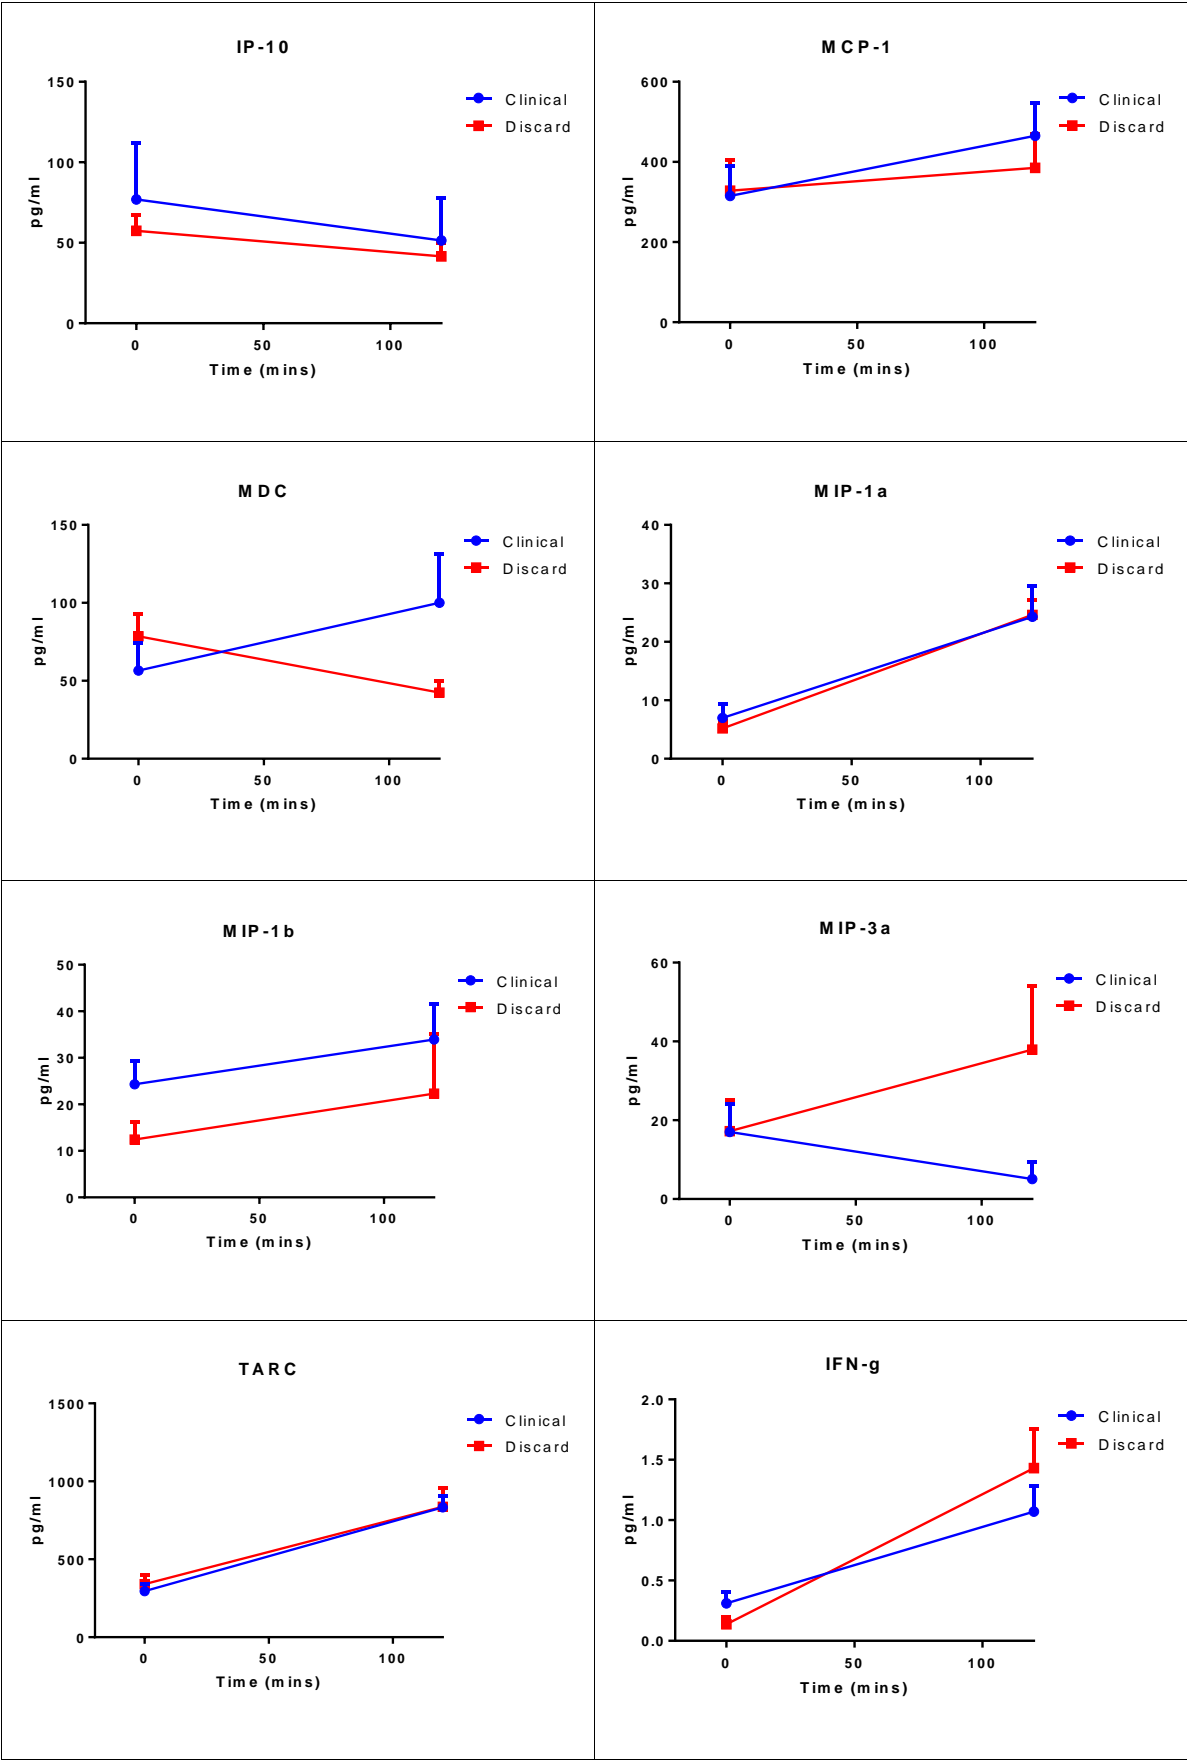 IP-10
150
100
50
0
pg/ml
0 50 100
Time (mins)
Clinical
Discard
MCP-1
600
400
200
0
pg/ml
0 50 100
Time (mins)
Clinical
Discard
MDC
150
100
50
0
pg/ml
0 50 100
Time (mins)
Clinical
Discard
MIP-1a
40
30
20
10
0
pg/ml
0 50 100
Time (mins)
Clinical
Discard
MIP-1b
50
40
30
20
10
0
pg/ml
0 50 100
Time (mins)
Clinical
Discard
MIP-3a
60
40
20
0
pg/ml
0 50 100
Time (mins)
Clinical
Discard
TARC
1500
1000
500
0
pg/ml
0 50 100
Time (mins)
Clinical
Discard
IFN-g
2.0
1.5
1.0
0.5
0.0
pg/ml
0 50 100
Time (mins)
Clinical
Discard